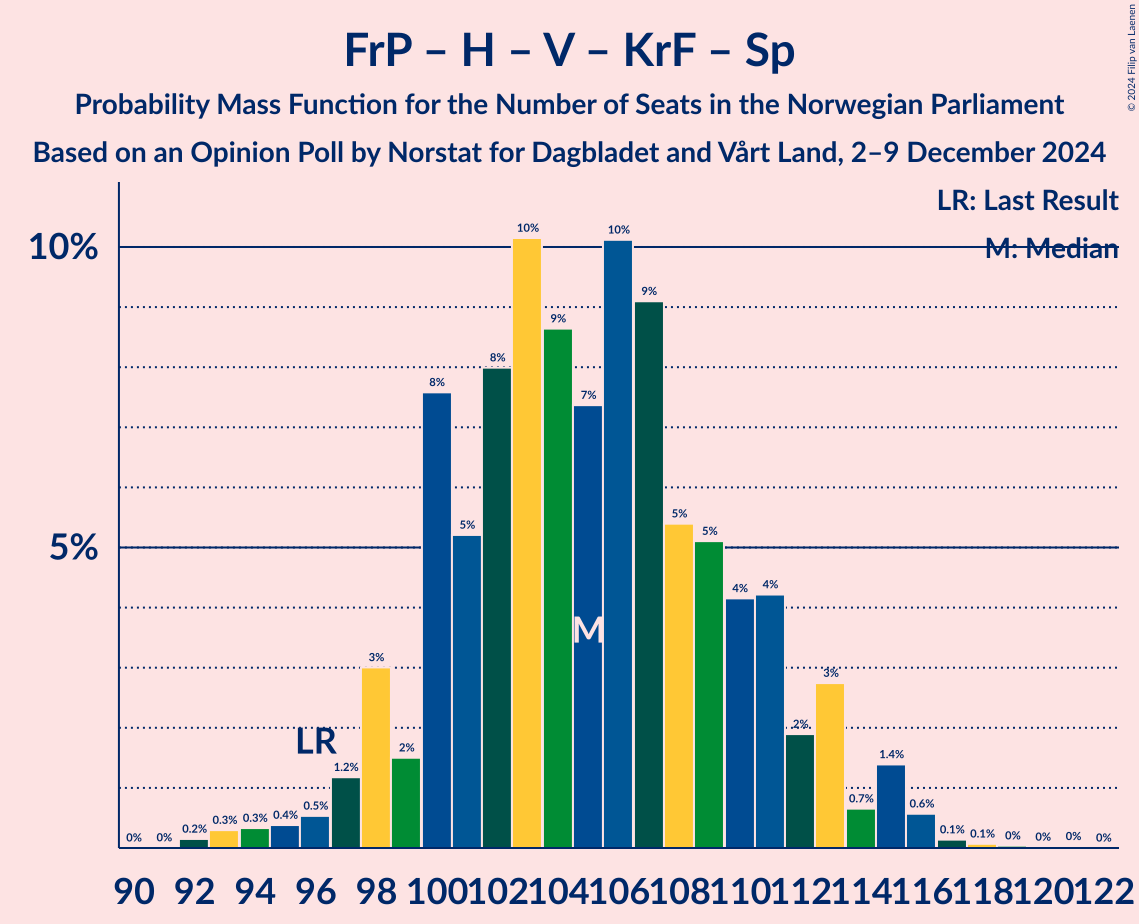 FrP – H – V – KrF – Sp
Probability Mass Function for the Number of Seats in the Norwegian Parliament
Based on an Opinion Poll by Norstat for Dagbladet and Vårt Land, 2–9 December 2024
© 2024 Filip van Laenen
LR: Last Result
M: Median
10%
5%
0% 0% 0.2% 0.3% 0.3% 0.4% 0.5% 1.2% 3% 2% 8% 5% 8% 10% 9% 7% 10% 9% 5% 5% 4% 4% 2% 3% 0.7% 1.4% 0.6% 0.1% 0.1% 0% 0% 0% 0%
LR
M
90 92 94 96 98 100 102 104 106 108 110 112 114 116 118 120 122